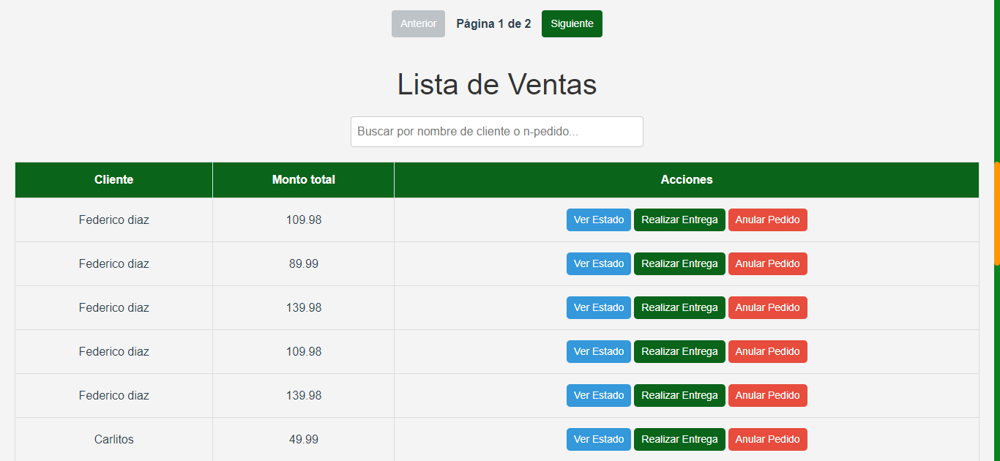 Anterior Página 1 de 2 Siguiente
Lista de Ventas
Buscar por nombre de cliente o n-pedido...
Cliente Monto total Acciones
Federico diaz 109.98 Ver Estado Realizar Entrega Anular Pedido
Federico diaz 89.99 Ver Estado Realizar Entrega Anular Pedido
Federico diaz 139.98 Ver Estado Realizar Entrega Anular Pedido
Federico diaz 109.98 Ver Estado Realizar Entrega Anular Pedido
Federico diaz 139.98 Ver Estado Realizar Entrega Anular Pedido
Carlitos 49.99 Ver Estado Realizar Entrega Anular Pedido